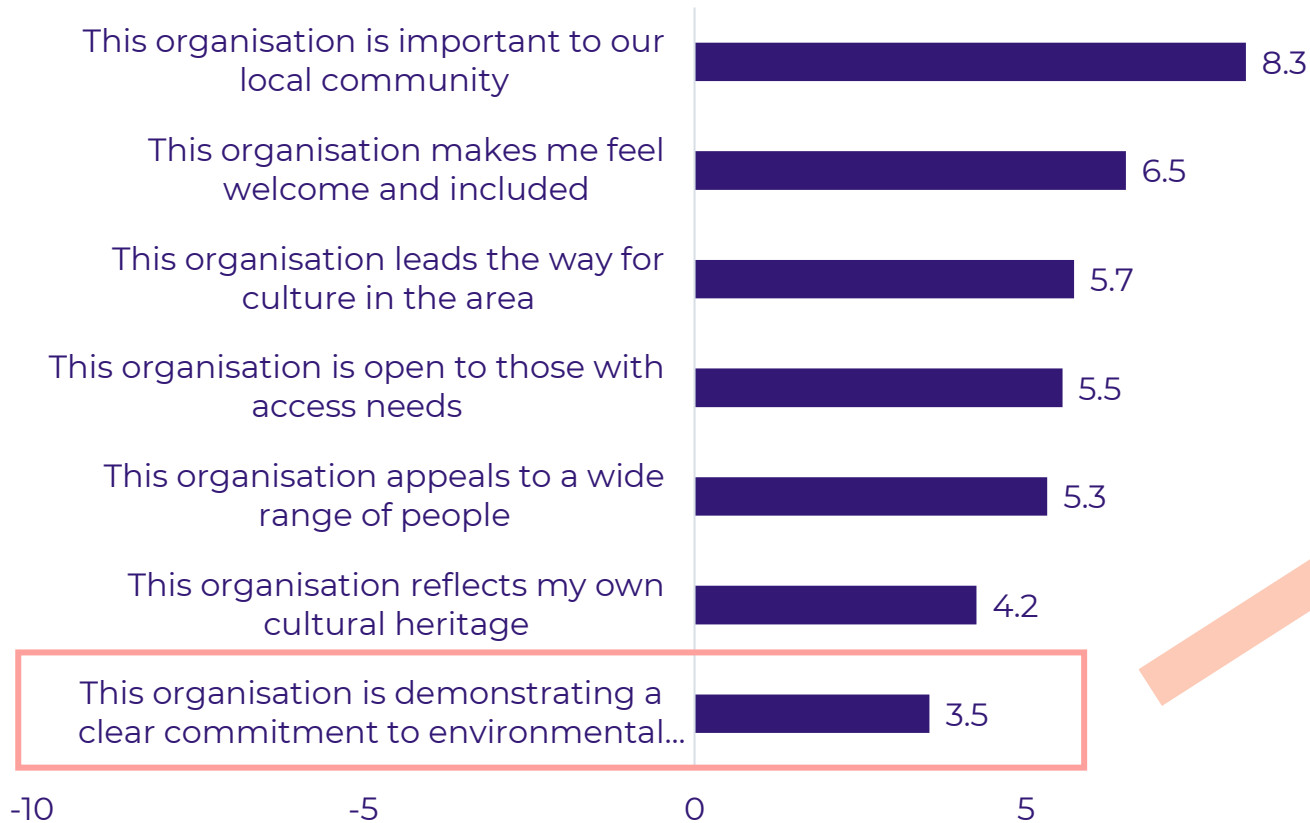 This organisation is important to our
local community
8.3
This organisation makes me feel
welcome and included
6.5
This organisation leads the way for
culture in the area
5.7
This organisation is open to those with
access needs
5.5
This organisation appeals to a wide
range of people
5.3
This organisation reflects my own
cultural heritage
4.2
This organisation is demonstrating a
clear commitment to environmental...
3.5
-10 -5 0 5